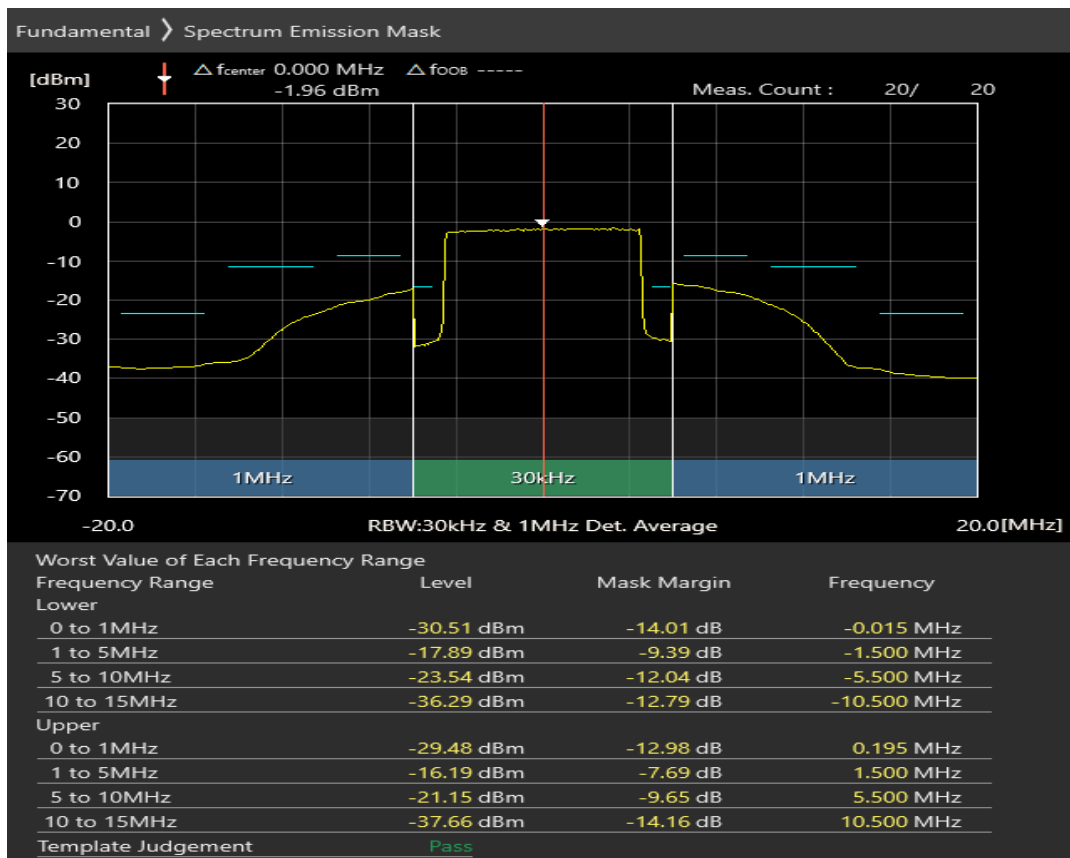 Fundamental ❯ Spectrum Emission Mask
[dBm] △ fcenter 0.000 MHz △ fOOB -----
-1.96 dBm Meas. Count : 20/ 20
30
20
10
0
-10
-20
-30
-40
-50
-60
1MHz 30kHz 1MHz
-70
-20.0 RBW:30kHz & 1MHz Det. Average 20.0[MHz]
Worst Value of Each Frequency Range
Frequency Range Level Mask Margin Frequency
Lower
0 to 1MHz -30.51 dBm -14.01 dB -0.015 MHz
1 to 5MHz -17.89 dBm -9.39 dB -1.500 MHz
5 to 10MHz -23.54 dBm -12.04 dB -5.500 MHz
10 to 15MHz -36.29 dBm -12.79 dB -10.500 MHz
Upper
0 to 1MHz -29.48 dBm -12.98 dB 0.195 MHz
1 to 5MHz -16.19 dBm -7.69 dB 1.500 MHz
5 to 10MHz -21.15 dBm -9.65 dB 5.500 MHz
10 to 15MHz -37.66 dBm -14.16 dB 10.500 MHz
Template Judgement Pass